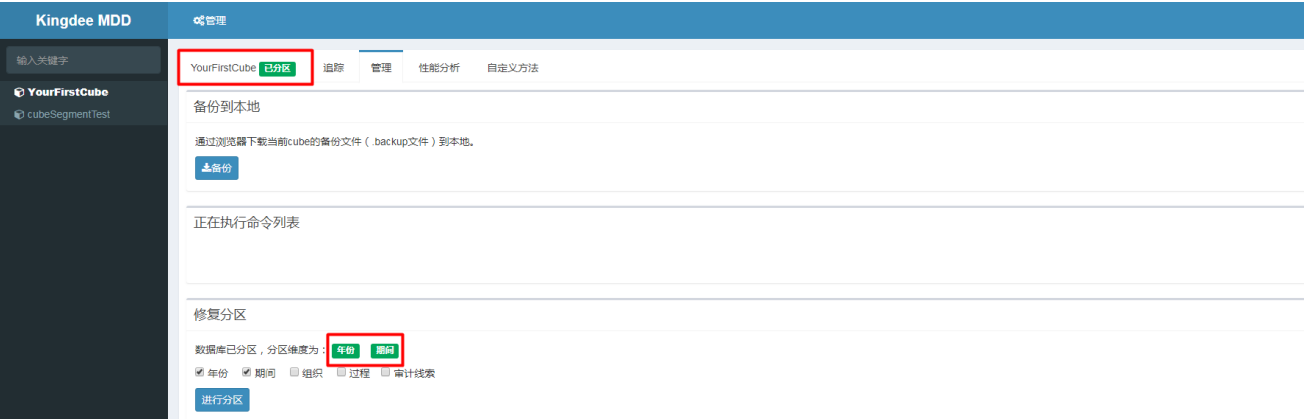 Kingdee MDD
管理
输入关键字
YourFirstCube
cubeSegmentTest
YourFirstCube 已分区 追踪 管理 性能分析 自定义方法
备份到本地
通过浏览器下载当前cube的备份文件（.backup文件）到本地。
备份
正在执行命令列表
修复分区
数据库已分区，分区维度为： 年份 期间
年份 期间 组织 过程 审计线索
进行分区